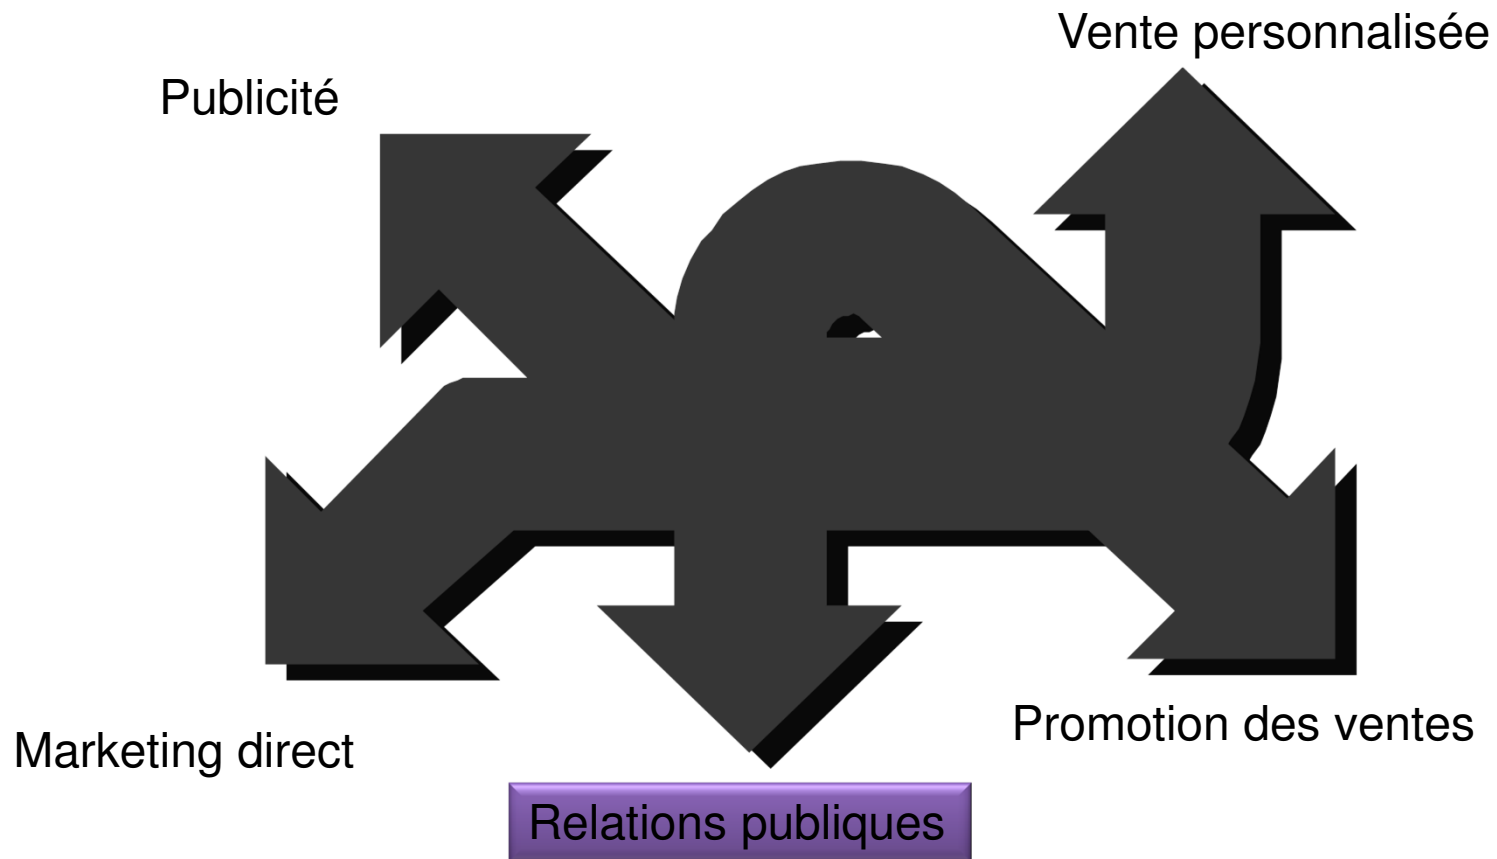 Vente personnalisée
Publicité
Promotion des ventes
Marketing direct
Relations publiques